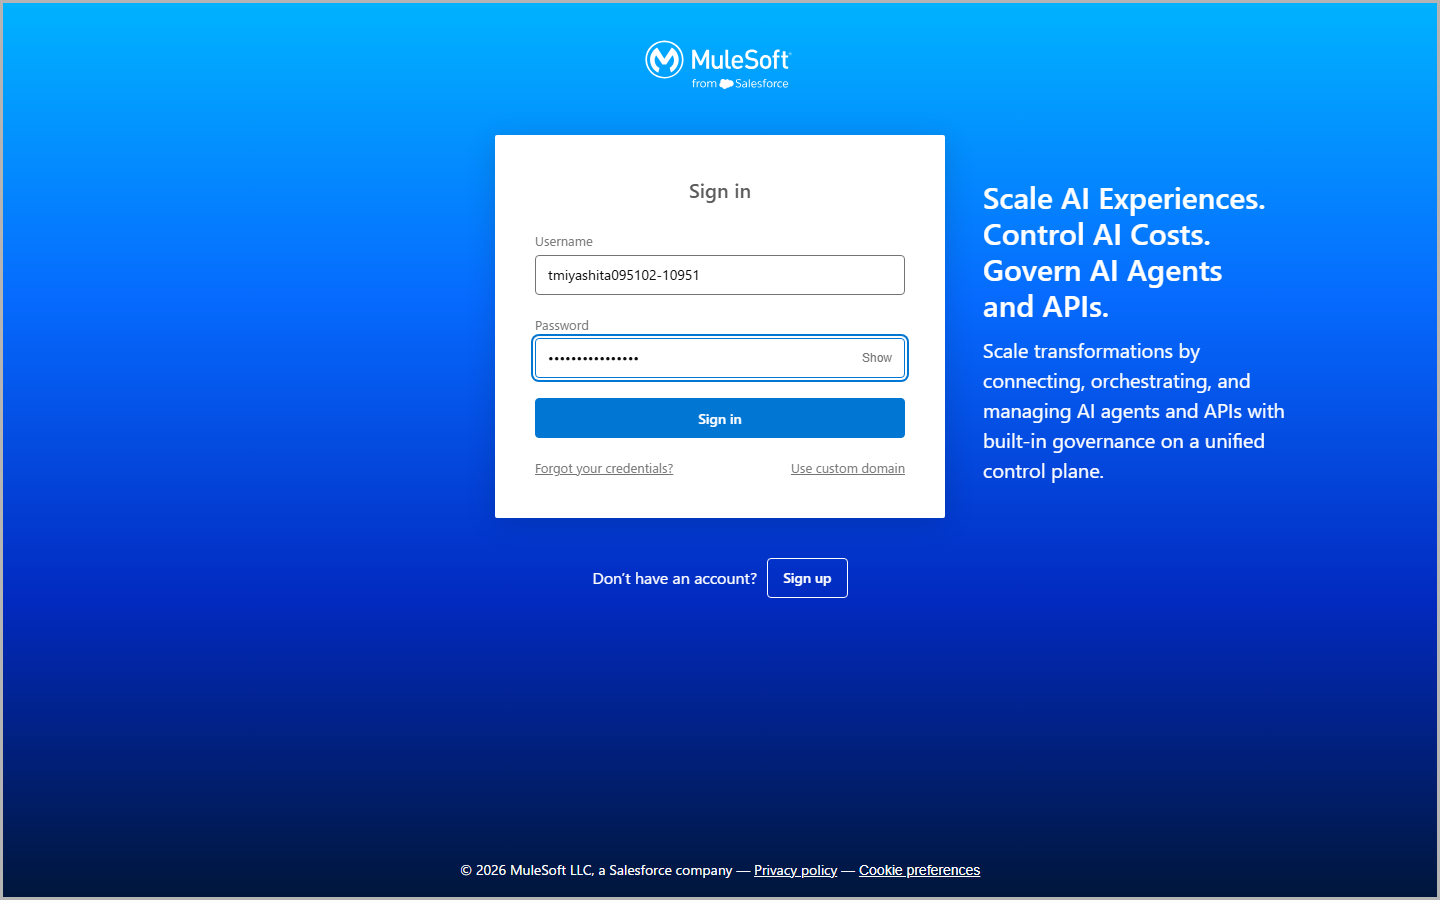 MuleSoft
from Salesforce
Sign in
Username
tmiyashita095102-10951
Password
••••••••••••••••
Show
Sign in
Forgot your credentials?
Use custom domain
Don't have an account?
Sign up
Scale AI Experiences.
Control AI Costs.
Govern AI Agents
and APIs.
Scale transformations by
connecting, orchestrating, and
managing AI agents and APIs with
built-in governance on a unified
control plane.
© 2026 MuleSoft LLC, a Salesforce company — Privacy policy — Cookie preferences